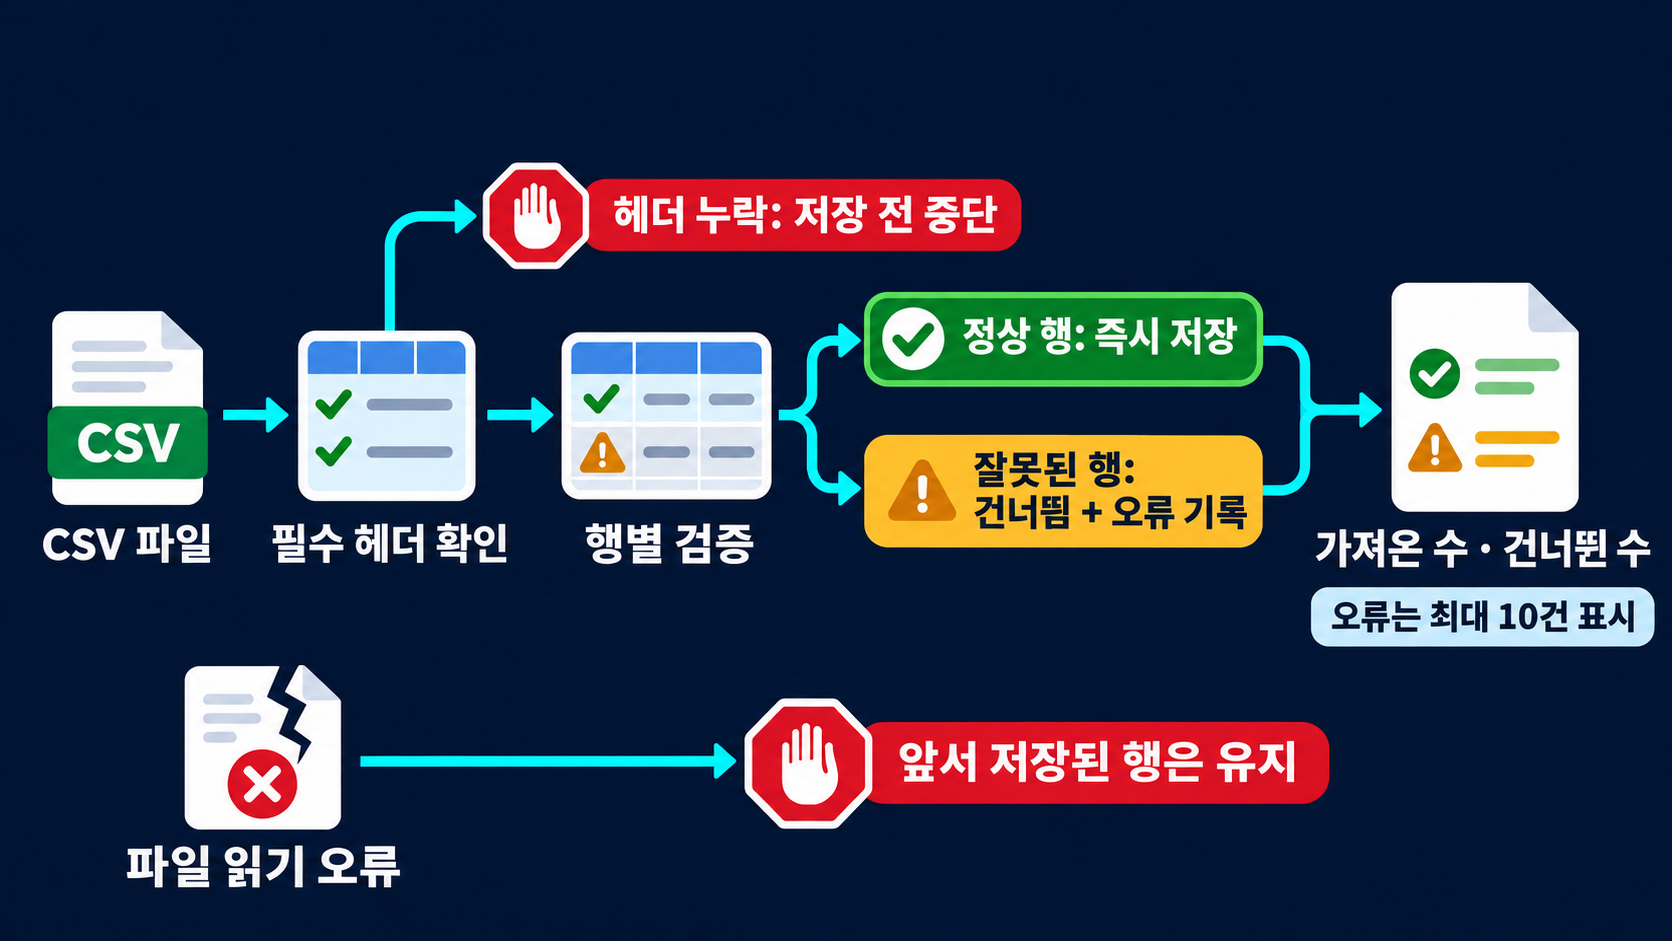 헤더 누락: 저장 전 중단
CSV
CSV 파일
필수 헤더 확인
행별 검증
정상 행: 즉시 저장
잘못된 행:
건너뜀 + 오류 기록
가져온 수 · 건너뛴 수
오류는 최대 10건 표시
파일 읽기 오류
앞서 저장된 행은 유지